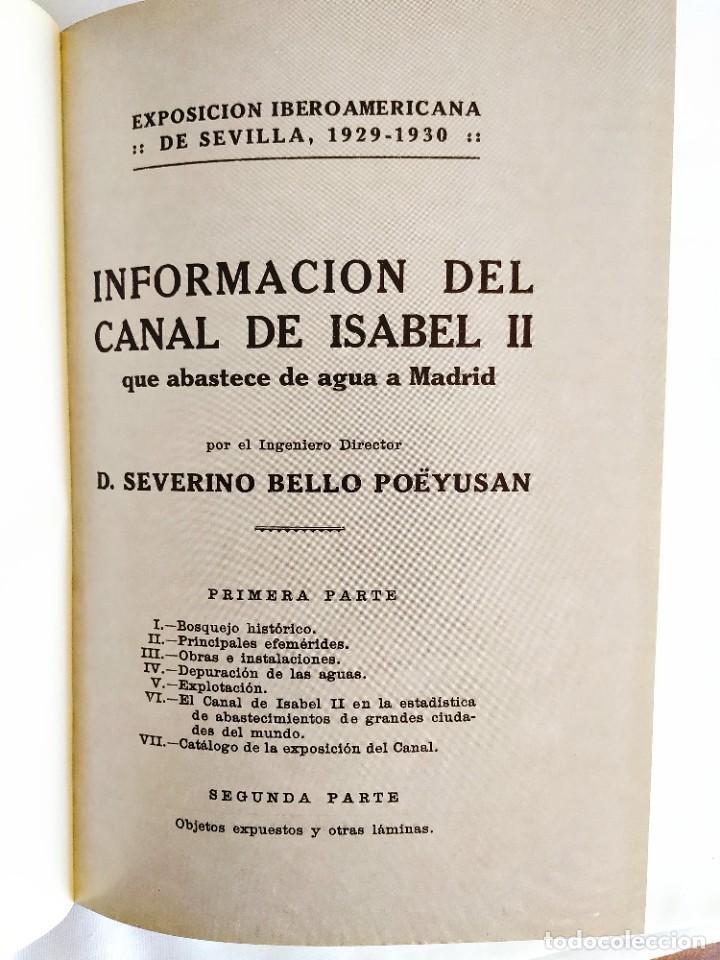 EXPOSICION IBEROAMERICANA
:: DE SEVILLA, 1929-1930 ::
INFORMACION DEL
CANAL DE ISABEL II
que abastece de agua a Madrid
por el Ingeniero Director
D. SEVERINO BELLO POËYUSAN
PRIMERA PARTE
I.—Bosquejo histórico.
II.—Principales efemérides.
III.—Obras e instalaciones.
IV.—Depuración de las aguas.
V.—Explotación.
VI.—El Canal de Isabel II en la estadística
de abastecimientos de grandes ciuda-
des del mundo.
VII.—Catálogo de la exposición del Canal.
SEGUNDA PARTE
Objetos expuestos y otras láminas.
todocoleccion